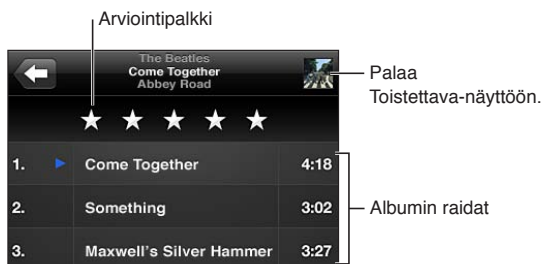 Arviointipalkki
The Beatles
Come Together
Abbey Road
Palaa
Toistettava-näyttöön.
1. Come Together 4:18
2. Something 3:02
3. Maxwell's Silver Hammer 3:27
Albumin raidat